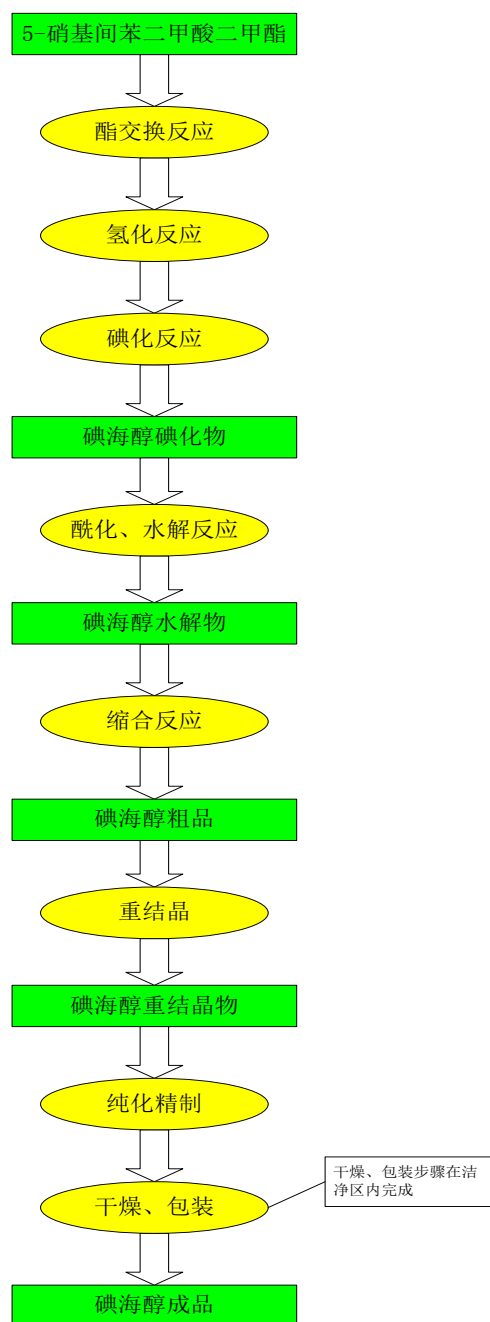 5-硝基间苯二甲酸二甲酯
酯交换反应
氢化反应
碘化反应
碘海醇碘化物
酰化、水解反应
碘海醇水解物
缩合反应
碘海醇粗品
重结晶
碘海醇重结晶物
纯化精制
干燥、包装步骤在洁
净区内完成
干燥、包装
碘海醇成品